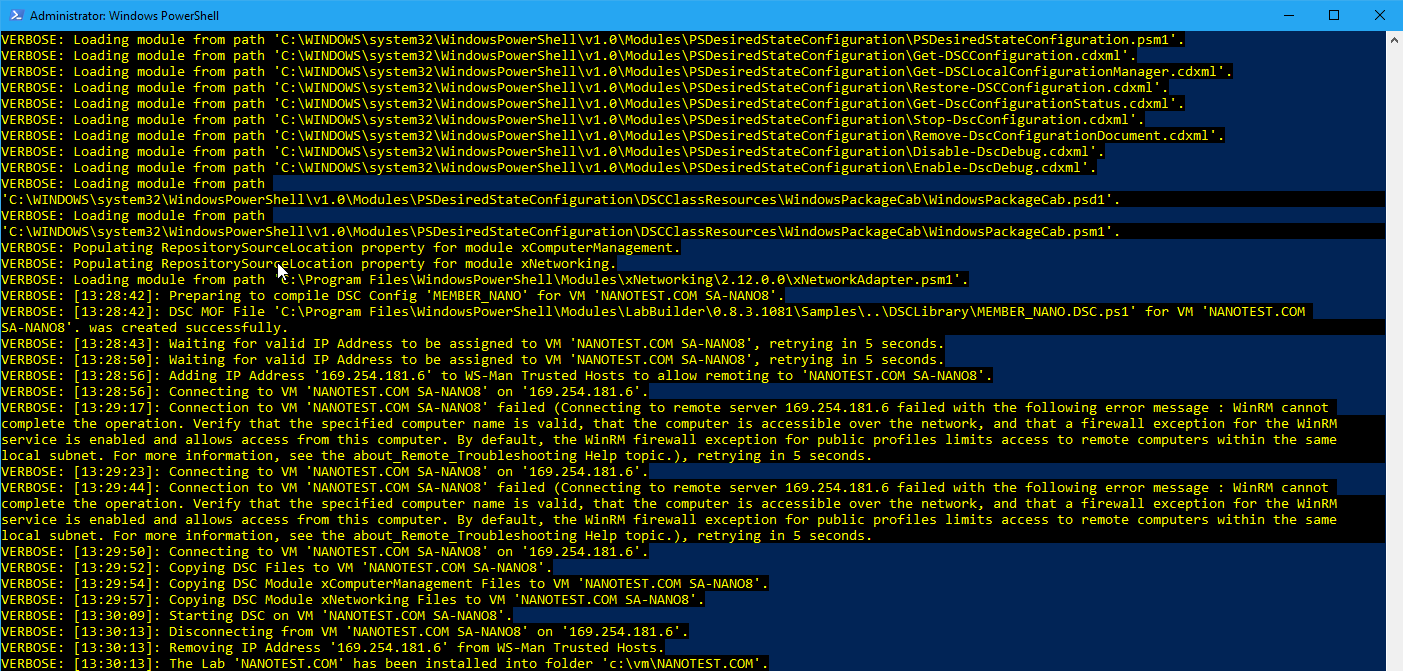 Administrator: Windows PowerShell
VERBOSE: Loading module from path 'C:\WINDOWS\system32\WindowsPowerShell\v1.0\Modules\PSDesiredStateConfiguration\PSDesiredStateConfiguration.psm1'.
VERBOSE: Loading module from path 'C:\WINDOWS\system32\WindowsPowerShell\v1.0\Modules\PSDesiredStateConfiguration\Get-DSCConfiguration.cdxml'.
VERBOSE: Loading module from path 'C:\WINDOWS\system32\WindowsPowerShell\v1.0\Modules\PSDesiredStateConfiguration\Get-DSCLocalConfigurationManager.cdxml'.
VERBOSE: Loading module from path 'C:\WINDOWS\system32\WindowsPowerShell\v1.0\Modules\PSDesiredStateConfiguration\Restore-DSCConfiguration.cdxml'.
VERBOSE: Loading module from path 'C:\WINDOWS\system32\WindowsPowerShell\v1.0\Modules\PSDesiredStateConfiguration\Get-DscConfigurationStatus.cdxml'.
VERBOSE: Loading module from path 'C:\WINDOWS\system32\WindowsPowerShell\v1.0\Modules\PSDesiredStateConfiguration\Stop-DscConfiguration.cdxml'.
VERBOSE: Loading module from path 'C:\WINDOWS\system32\WindowsPowerShell\v1.0\Modules\PSDesiredStateConfiguration\Remove-DscConfigurationDocument.cdxml'.
VERBOSE: Loading module from path 'C:\WINDOWS\system32\WindowsPowerShell\v1.0\Modules\PSDesiredStateConfiguration\Disable-DscDebug.cdxml'.
VERBOSE: Loading module from path 'C:\WINDOWS\system32\WindowsPowerShell\v1.0\Modules\PSDesiredStateConfiguration\Enable-DscDebug.cdxml'.
VERBOSE: Loading module from path
'C:\WINDOWS\system32\WindowsPowerShell\v1.0\Modules\PSDesiredStateConfiguration\DSCClassResources\WindowsPackageCab\WindowsPackageCab.psd1'.
VERBOSE: Loading module from path
'C:\WINDOWS\system32\WindowsPowerShell\v1.0\Modules\PSDesiredStateConfiguration\DSCClassResources\WindowsPackageCab\WindowsPackageCab.psm1'.
VERBOSE: Populating RepositorySourceLocation property for module xComputerManagement.
VERBOSE: Populating RepositorySourceLocation property for module xNetworking.
VERBOSE: Loading module from path 'C:\Program Files\WindowsPowerShell\Modules\xNetworking\2.12.0.0\xNetworkAdapter.psm1'.
VERBOSE: [13:28:42]: Preparing to compile DSC Config 'MEMBER_NANO' for VM 'NANOTEST.COM SA-NANO8'.
VERBOSE: [13:28:42]: DSC MOF File 'C:\Program Files\WindowsPowerShell\Modules\LabBuilder\0.8.3.1081\Samples\..\DSCLibrary\MEMBER_NANO.DSC.ps1' for VM 'NANOTEST.COM
SA-NANO8'. was created successfully.
VERBOSE: [13:28:43]: Waiting for valid IP Address to be assigned to VM 'NANOTEST.COM SA-NANO8', retrying in 5 seconds.
VERBOSE: [13:28:50]: Waiting for valid IP Address to be assigned to VM 'NANOTEST.COM SA-NANO8', retrying in 5 seconds.
VERBOSE: [13:28:56]: Adding IP Address '169.254.181.6' to WS-Man Trusted Hosts to allow remoting to 'NANOTEST.COM SA-NANO8'.
VERBOSE: [13:28:56]: Connecting to VM 'NANOTEST.COM SA-NANO8' on '169.254.181.6'.
VERBOSE: [13:29:17]: Connection to VM 'NANOTEST.COM SA-NANO8' failed (Connecting to remote server 169.254.181.6 failed with the following error message : WinRM cannot
complete the operation. Verify that the specified computer name is valid, that the computer is accessible over the network, and that a firewall exception for the WinRM
service is enabled and allows access from this computer. By default, the WinRM firewall exception for public profiles limits access to remote computers within the same
local subnet. For more information, see the about_Remote_Troubleshooting Help topic.), retrying in 5 seconds.
VERBOSE: [13:29:23]: Connecting to VM 'NANOTEST.COM SA-NANO8' on '169.254.181.6'.
VERBOSE: [13:29:44]: Connection to VM 'NANOTEST.COM SA-NANO8' failed (Connecting to remote server 169.254.181.6 failed with the following error message : WinRM cannot
complete the operation. Verify that the specified computer name is valid, that the computer is accessible over the network, and that a firewall exception for the WinRM
service is enabled and allows access from this computer. By default, the WinRM firewall exception for public profiles limits access to remote computers within the same
local subnet. For more information, see the about_Remote_Troubleshooting Help topic.), retrying in 5 seconds.
VERBOSE: [13:29:50]: Connecting to VM 'NANOTEST.COM SA-NANO8' on '169.254.181.6'.
VERBOSE: [13:29:52]: Copying DSC Files to VM 'NANOTEST.COM SA-NANO8'.
VERBOSE: [13:29:54]: Copying DSC Module xComputerManagement Files to VM 'NANOTEST.COM SA-NANO8'.
VERBOSE: [13:29:57]: Copying DSC Module xNetworking Files to VM 'NANOTEST.COM SA-NANO8'.
VERBOSE: [13:30:09]: Starting DSC on VM 'NANOTEST.COM SA-NANO8'.
VERBOSE: [13:30:13]: Disconnecting from VM 'NANOTEST.COM SA-NANO8' on '169.254.181.6'.
VERBOSE: [13:30:13]: Removing IP Address '169.254.181.6' from WS-Man Trusted Hosts.
VERBOSE: [13:30:13]: The Lab 'NANOTEST.COM' has been installed into folder 'c:\vm\NANOTEST.COM'.